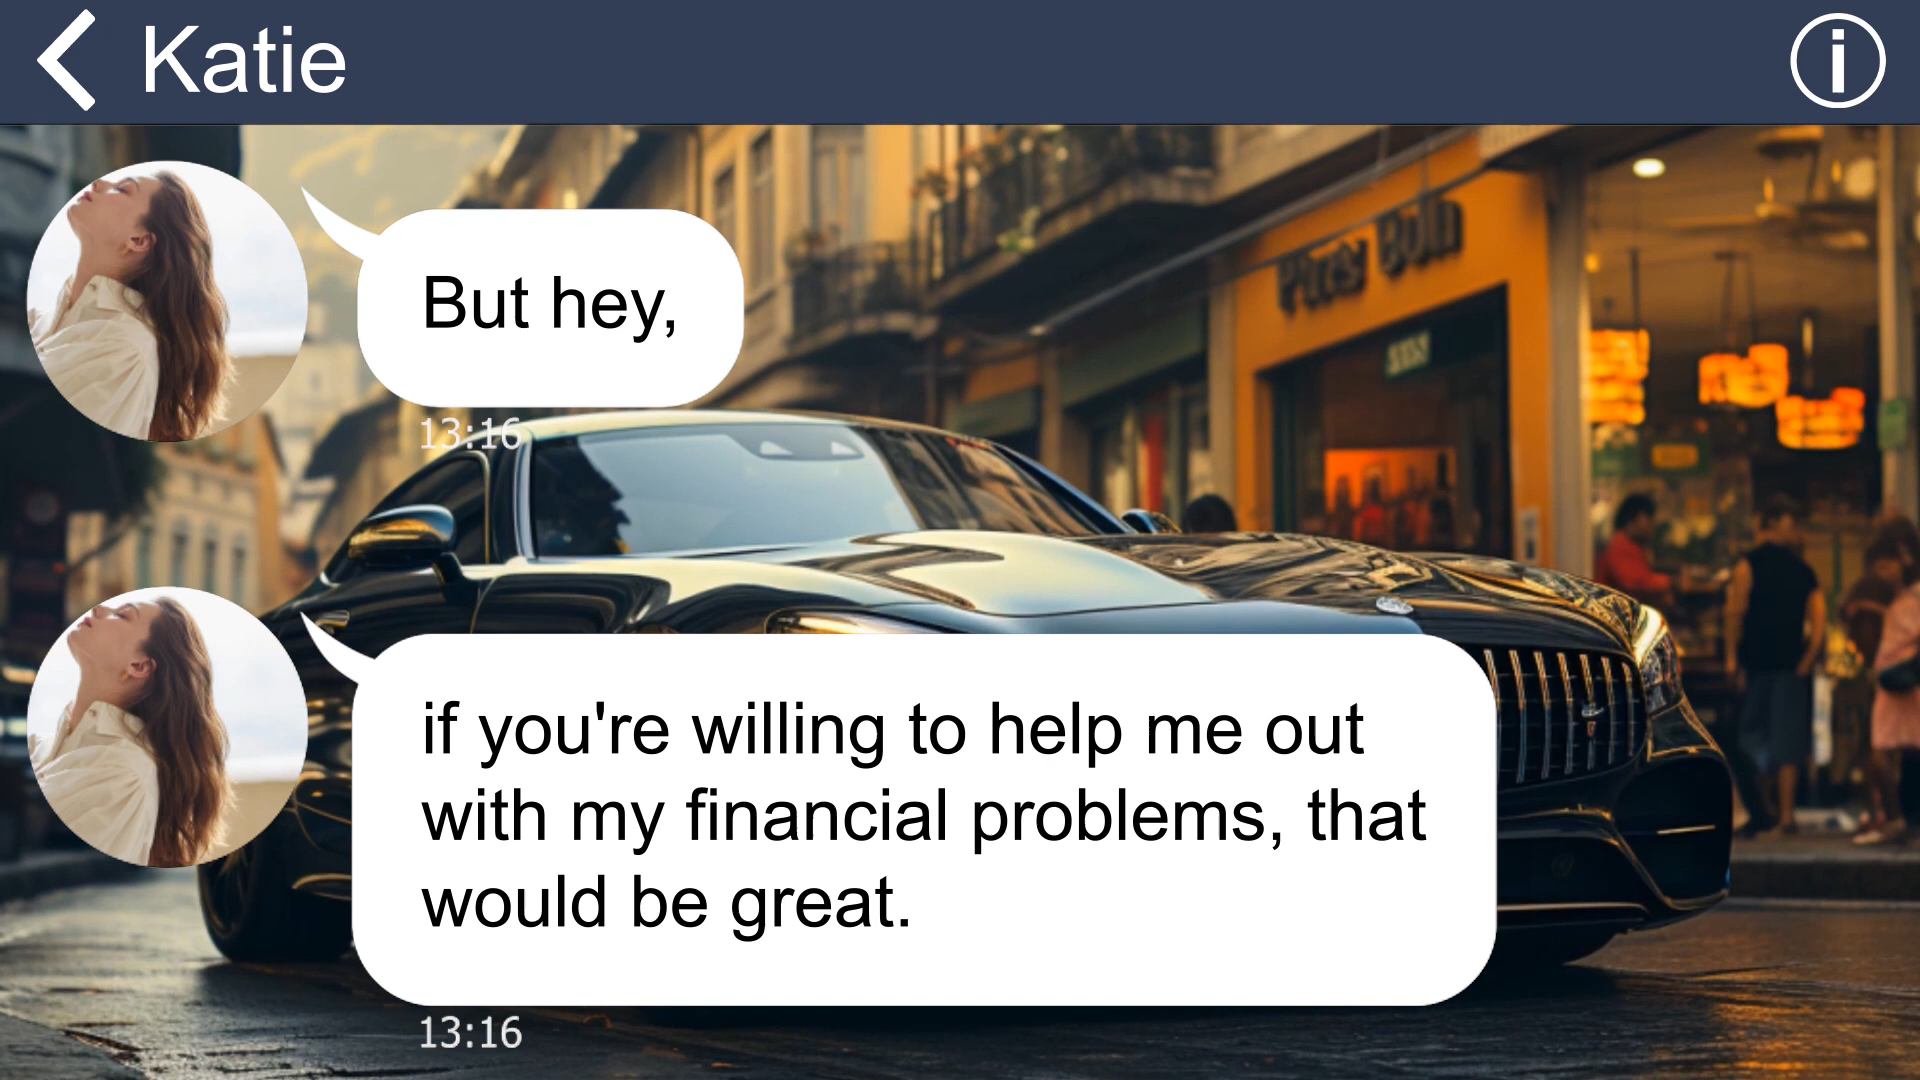 Katie
But hey,
13:16
if you're willing to help me out
with my financial problems, that
would be great.
13:16